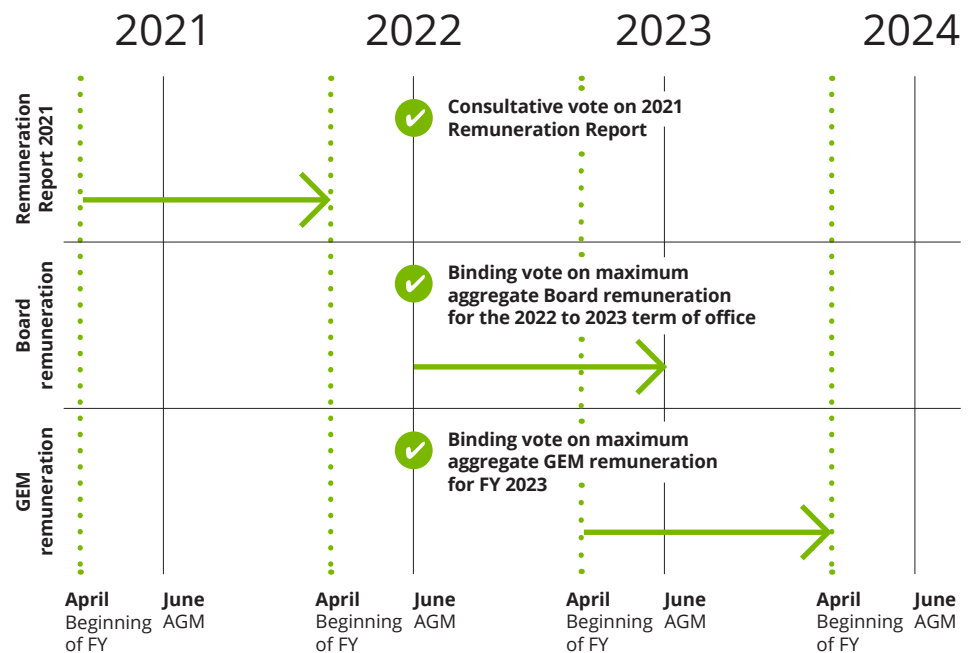 2021
2022
2023
2024
Remuneration
Report 2021
Consultative vote on 2021
Remuneration Report
Board
remuneration
Binding vote on maximum
aggregate Board remuneration
for the 2022 to 2023 term of office
GEM
remuneration
Binding vote on maximum
aggregate GEM remuneration
for FY 2023
April
Beginning
of FY
June
AGM
April
Beginning
of FY
June
AGM
April
Beginning
of FY
June
AGM
April
Beginning
of FY
June
AGM